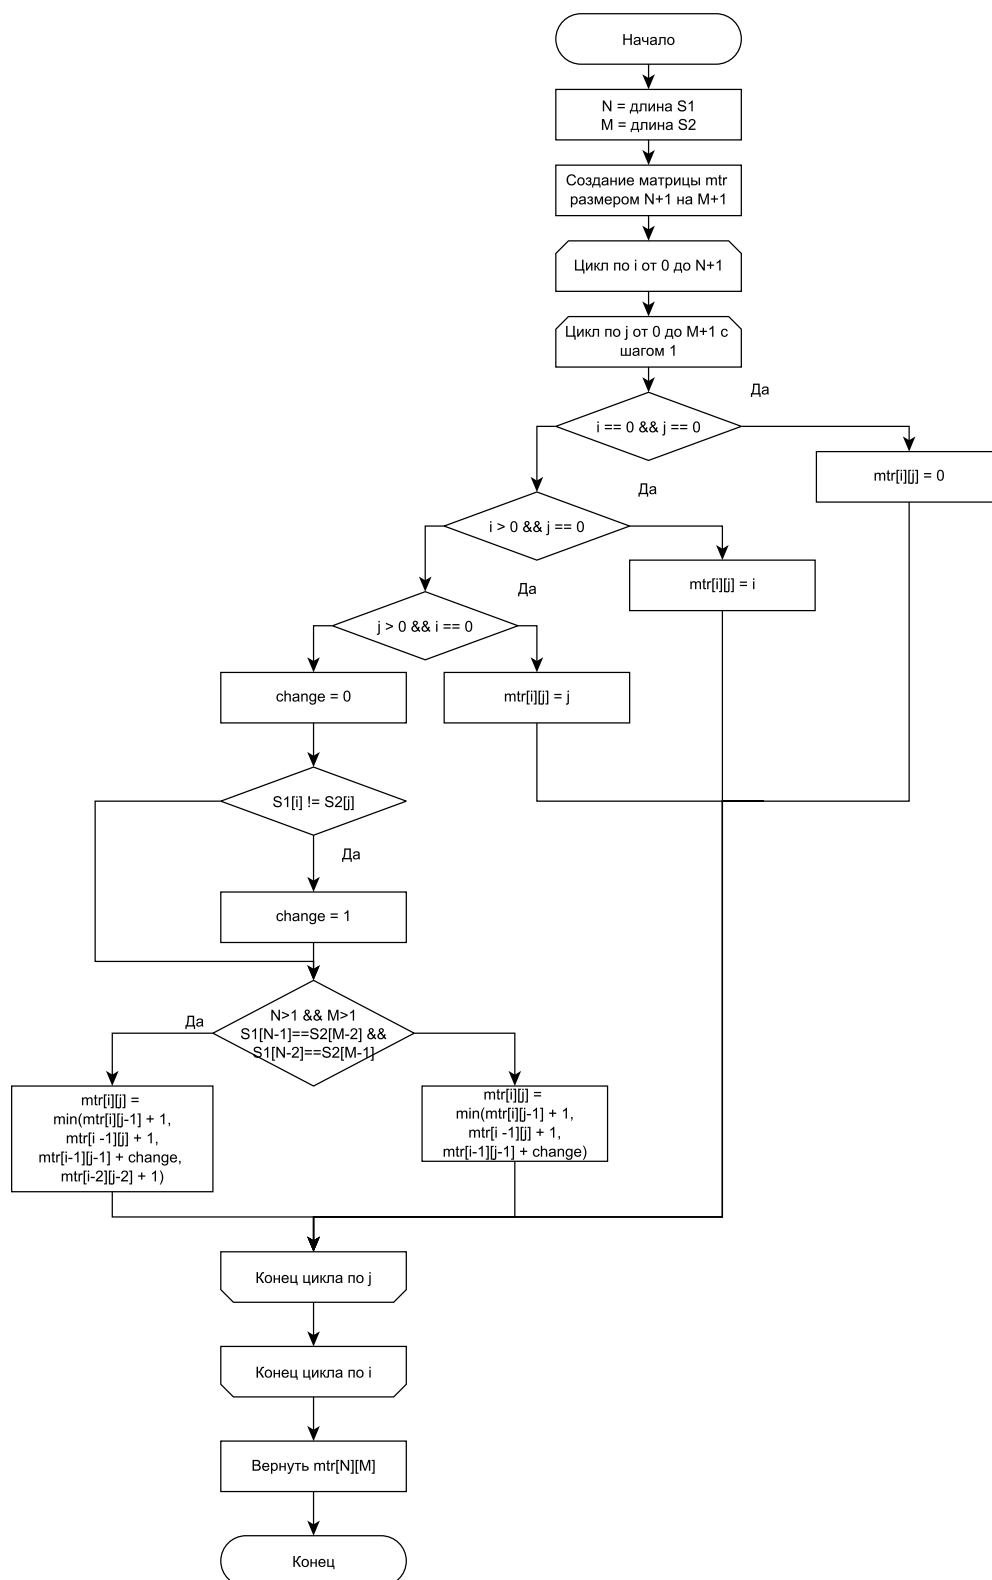 Начало
N = длина S1
M = длина S2
Создание матрицы mtr
размером N+1 на M+1
Цикл по i от 0 до N+1
Цикл по j от 0 до M+1 с
шагом 1
Да
i == 0 && j == 0
mtr[i][j] = 0
Да
i > 0 && j == 0
mtr[i][j] = i
Да
j > 0 && i == 0
change = 0
mtr[i][j] = j
S1[i] != S2[j]
Да
change = 1
Да
N>1 && M>1
S1[N-1]==S2[M-2] &&
S1[N-2]==S2[M-1]
mtr[i][j] =
min(mtr[i][j-1] + 1,
mtr[i -1][j] + 1,
mtr[i-1][j-1] + change,
mtr[i-2][j-2] + 1)
mtr[i][j] =
min(mtr[i][j-1] + 1,
mtr[i -1][j] + 1,
mtr[i-1][j-1] + change)
Конец цикла по j
Конец цикла по i
Вернуть mtr[N][M]
Конец